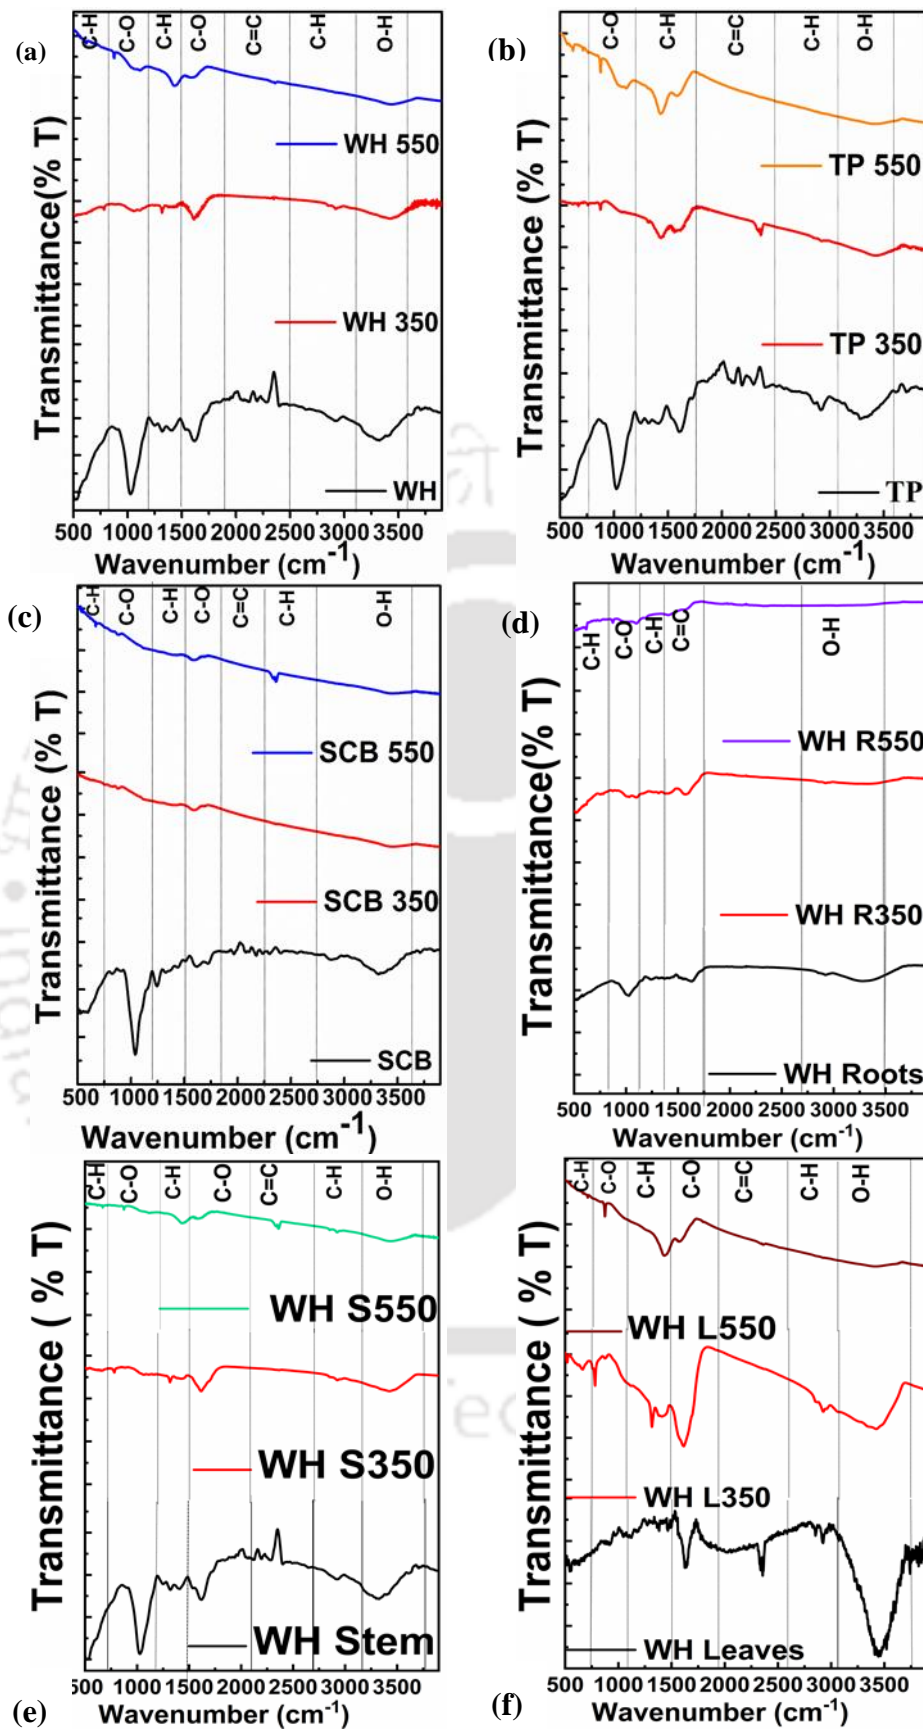 (a)
C-H C-O C-H C-O C=C C-H O-H
WH 550
WH 350
WH
Transmittance(% T)
500 1000 1500 2000 2500 3000 3500
Wavenumber (cm-1)
(b)
C-O C-H C=C C-H O-H
TP 550
TP 350
TP
Transmittance (% T)
500 1000 1500 2000 2500 3000 3500
Wavenumber (cm-1)
(c)
C-H C-O C-H C-O C=C C-H O-H
SCB 550
SCB 350
SCB
Transmittance (% T)
500 1000 1500 2000 2500 3000 3500
Wavenumber (cm-1)
(d)
C-H C-O C-H C=C O-H
WH R550
WH R350
WH Roots
Transmittance(% T)
500 1000 1500 2000 2500 3000 3500
Wavenumber (cm-1)
C-H C-O C-H C-O C=C C-H O-H
WH S550
WH S350
WH Stem
Transmittance ( % T)
500 1000 1500 2000 2500 3000 3500
(e)
Wavenumber (cm-1)
C-H C-O C-H C-O C=C C-H O-H
WH L550
WH L350
WH Leaves
Transmittance ( % T)
500 1000 1500 2000 2500 3000 3500
(f)
Wavenumber (cm-1)